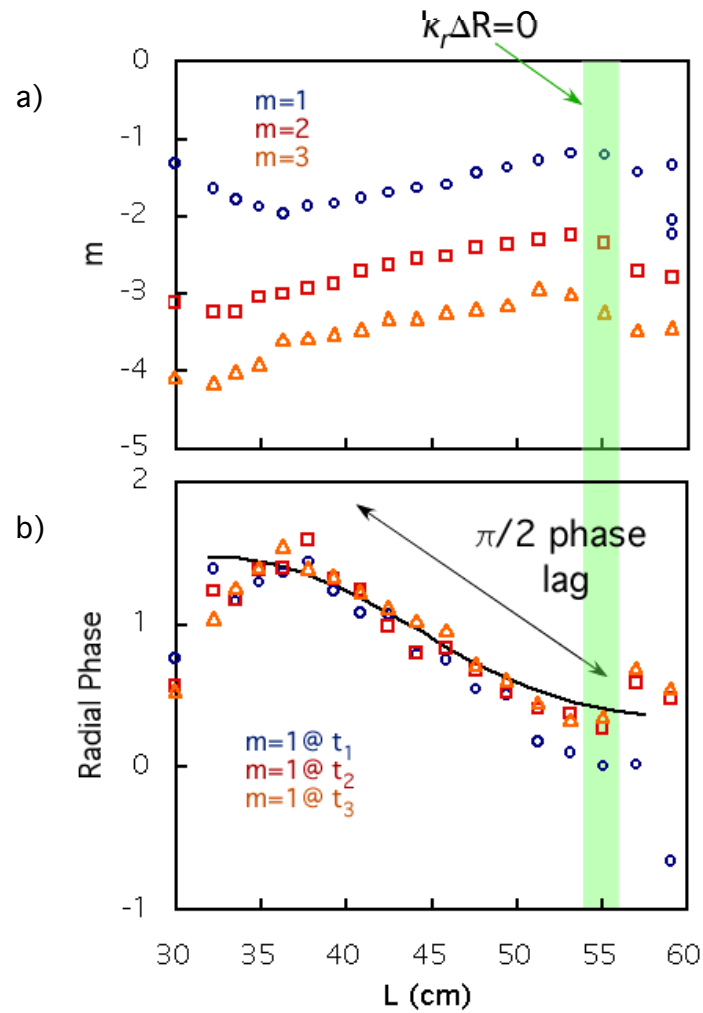 κᵣΔR=0
a)
0
-1
-2
-3
-4
-5
m
m=1
m=2
m=3
b)
2
1
0
-1
Radial Phase
π/2 phase
lag
m=1@ t₁
m=1@ t₂
m=1@ t₃
30 35 40 45 50 55 60
L (cm)